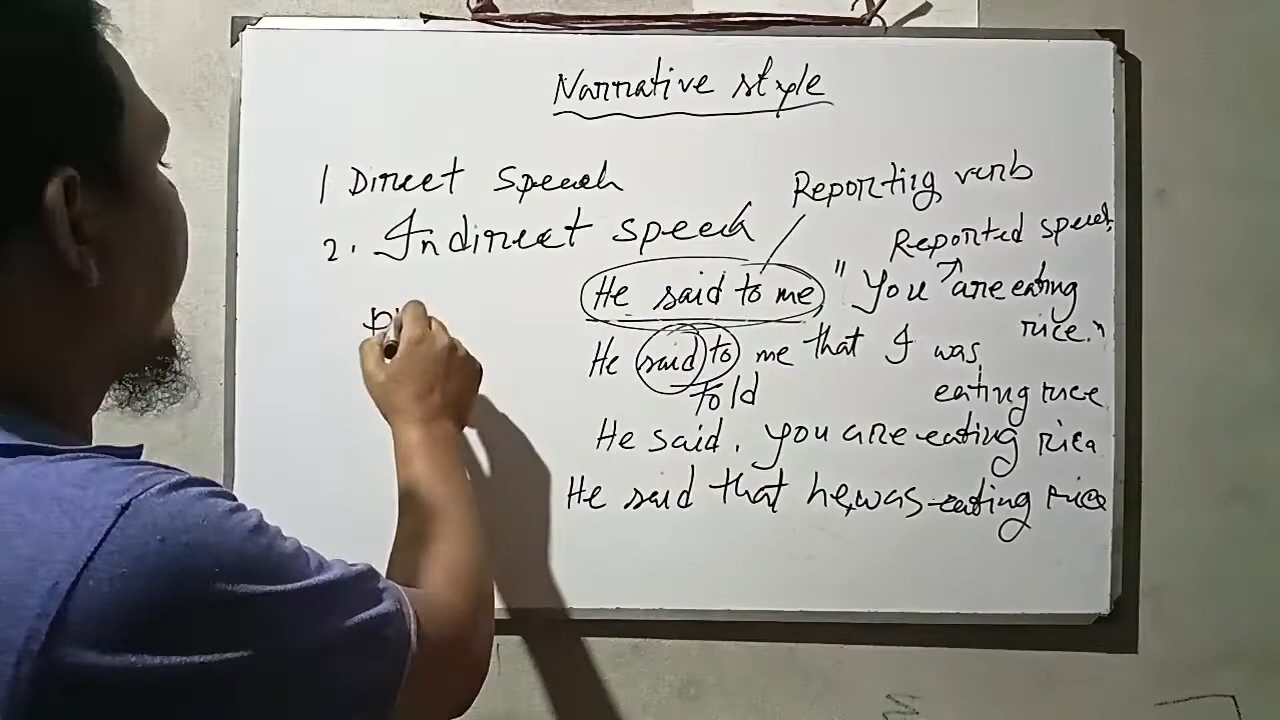 Narrative style
1 Direct speech
2. Indirect speech
Reporting verb
Reported speech
He said to me "You are eating
rice."
He said to me that I was
told
eating rice
He said, you are eating rice
He said that he was eating rice